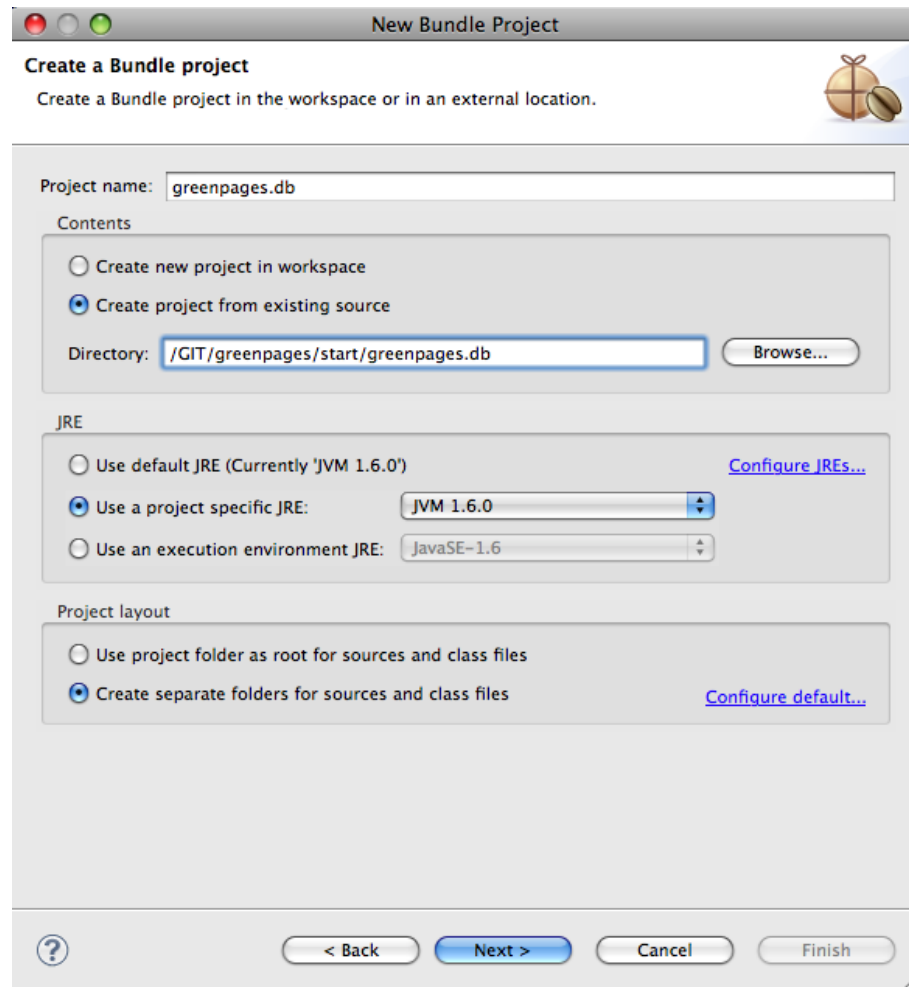 New Bundle Project
Create a Bundle project
Create a Bundle project in the workspace or in an external location.
Project name: greenpages.db
Contents
Create new project in workspace
Create project from existing source
Directory: /GIT/greenpages/start/greenpages.db Browse...
JRE
Use default JRE (Currently 'JVM 1.6.0') Configure JREs...
Use a project specific JRE: JVM 1.6.0
Use an execution environment JRE: JavaSE-1.6
Project layout
Use project folder as root for sources and class files
Create separate folders for sources and class files Configure default...
? < Back Next > Cancel Finish